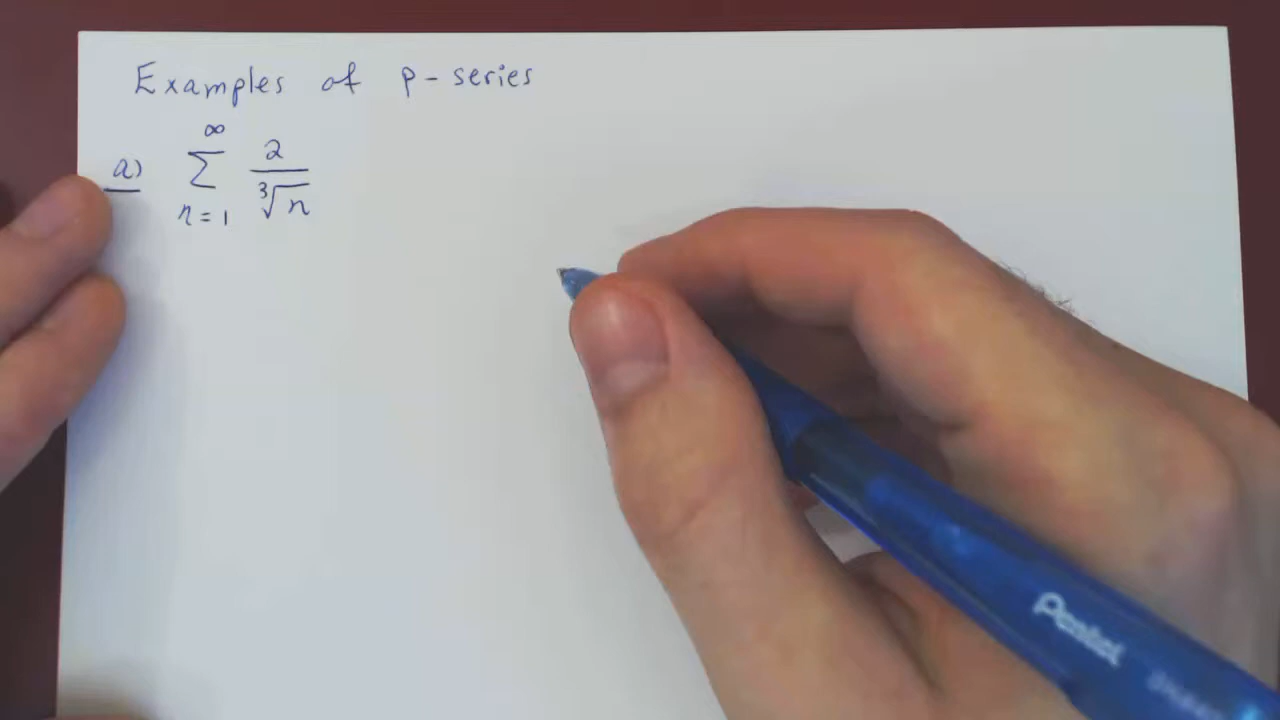 Examples of p-series
a) ∞ ∑ n=1 2/∛n
Pentel